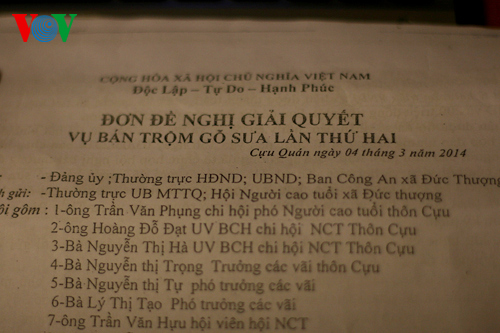 VOV
CỘNG HÒA XÃ HỘI CHỦ NGHĨA VIỆT NAM
Độc Lập – Tự Do – Hạnh Phúc
ĐƠN ĐỀ NGHỊ GIẢI QUYẾT
VỤ BÁN TRỘM GỖ SƯA LẦN THỨ HAI
Cựu Quán ngày 04 tháng 3 năm 2014
- Đảng ủy ;Thường trực HĐND; UBND; Ban Công An xã Đức Thượng
gửi: -Thường trực UB MTTQ; Hội Người cao tuổi xã Đức thượng
gồm : 1-ông Trần Văn Phụng chi hội phó Người cao tuổi thôn Cựu
2-ông Hoàng Đỗ Đạt UV BCH chi hội NCT Thôn Cựu
3-Bà Nguyễn Thị Hà UV BCH chi hội NCT Thôn Cựu
4-Bà Nguyễn thị Trọng Trưởng các vãi thôn Cựu
5-Bà Nguyễn thị Tự phó trưởng các vãi
6-Bà Lý Thị Tạo Phó trưởng các vãi
7-ông Trần Văn Hựu hội viên hội NCT